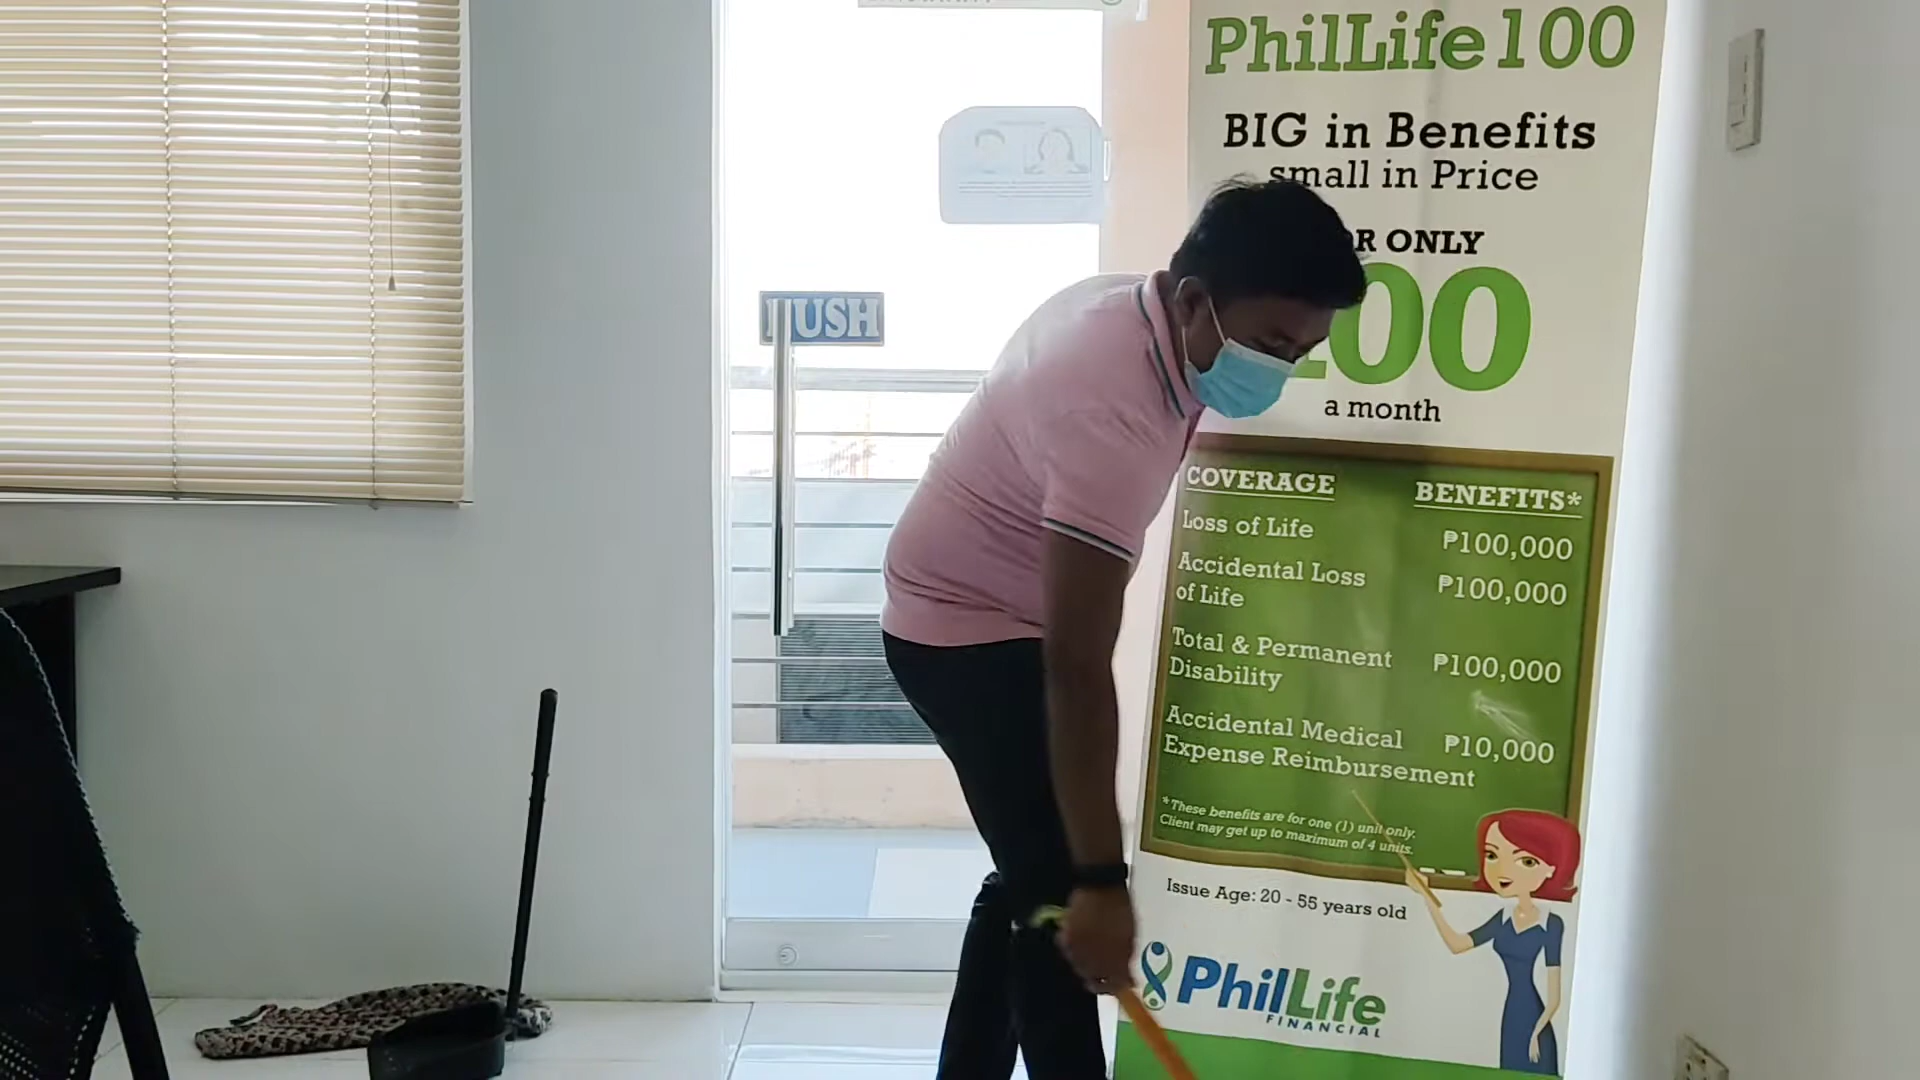 PhilLife100
BIG in Benefits
small in Price
R ONLY
00
a month
PUSH
COVERAGE BENEFITS*
Loss of Life ₱100,000
Accidental Loss
of Life ₱100,000
Total & Permanent
Disability ₱100,000
Accidental Medical
Expense Reimbursement ₱10,000
*These benefits are for one (1) unit only.
Client may get up to maximum of 4 units.
Issue Age: 20 - 55 years old
PhilLife
FINANCIAL